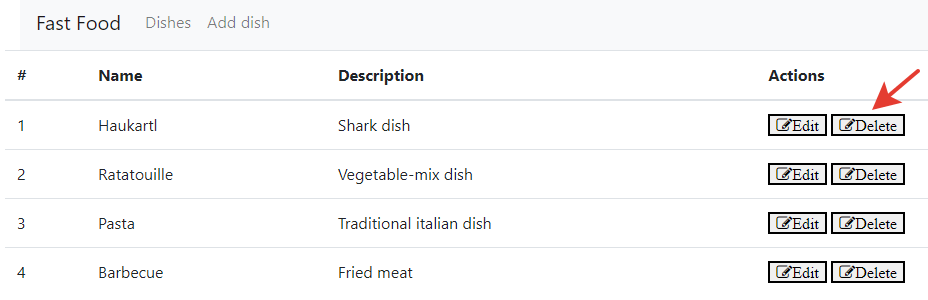 Fast Food Dishes Add dish
# Name Description Actions
1 Haukartl Shark dish Edit Delete
2 Ratatouille Vegetable-mix dish Edit Delete
3 Pasta Traditional italian dish Edit Delete
4 Barbecue Fried meat Edit Delete